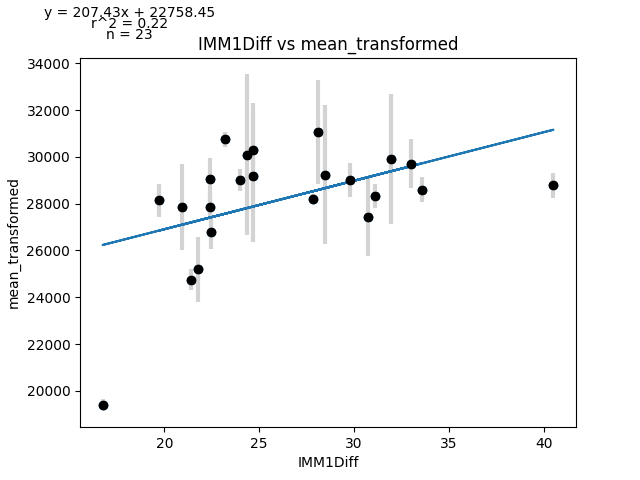 y = 207.43x + 22758.45
r^2 = 0.22
n = 23
IMM1Diff vs mean_transformed
34000
32000
30000
28000
26000
24000
22000
20000
mean_transformed
20 25 30 35 40
IMM1Diff